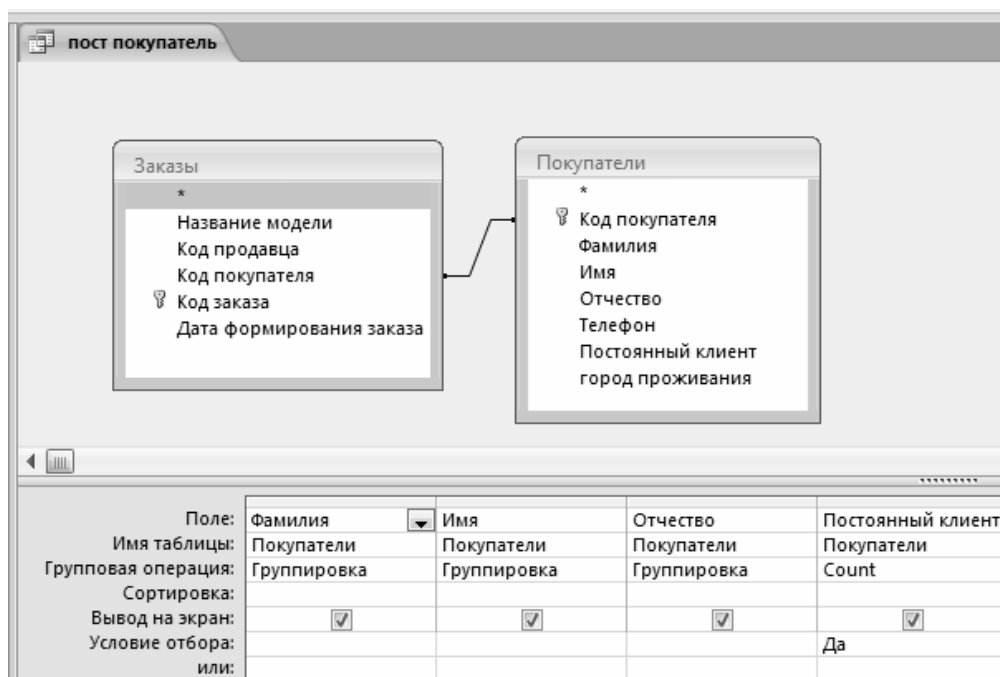 пост покупатель
Заказы
*
Название модели
Код продавца
Код покупателя
Код заказа
Дата формирования заказа
Покупатели
*
Код покупателя
Фамилия
Имя
Отчество
Телефон
Постоянный клиент
город проживания
Поле: Фамилия Имя Отчество Постоянный клиент
Имя таблицы: Покупатели Покупатели Покупатели Покупатели
Групповая операция: Группировка Группировка Группировка Count
Сортировка:
Вывод на экран:
Условие отбора: Да
или: